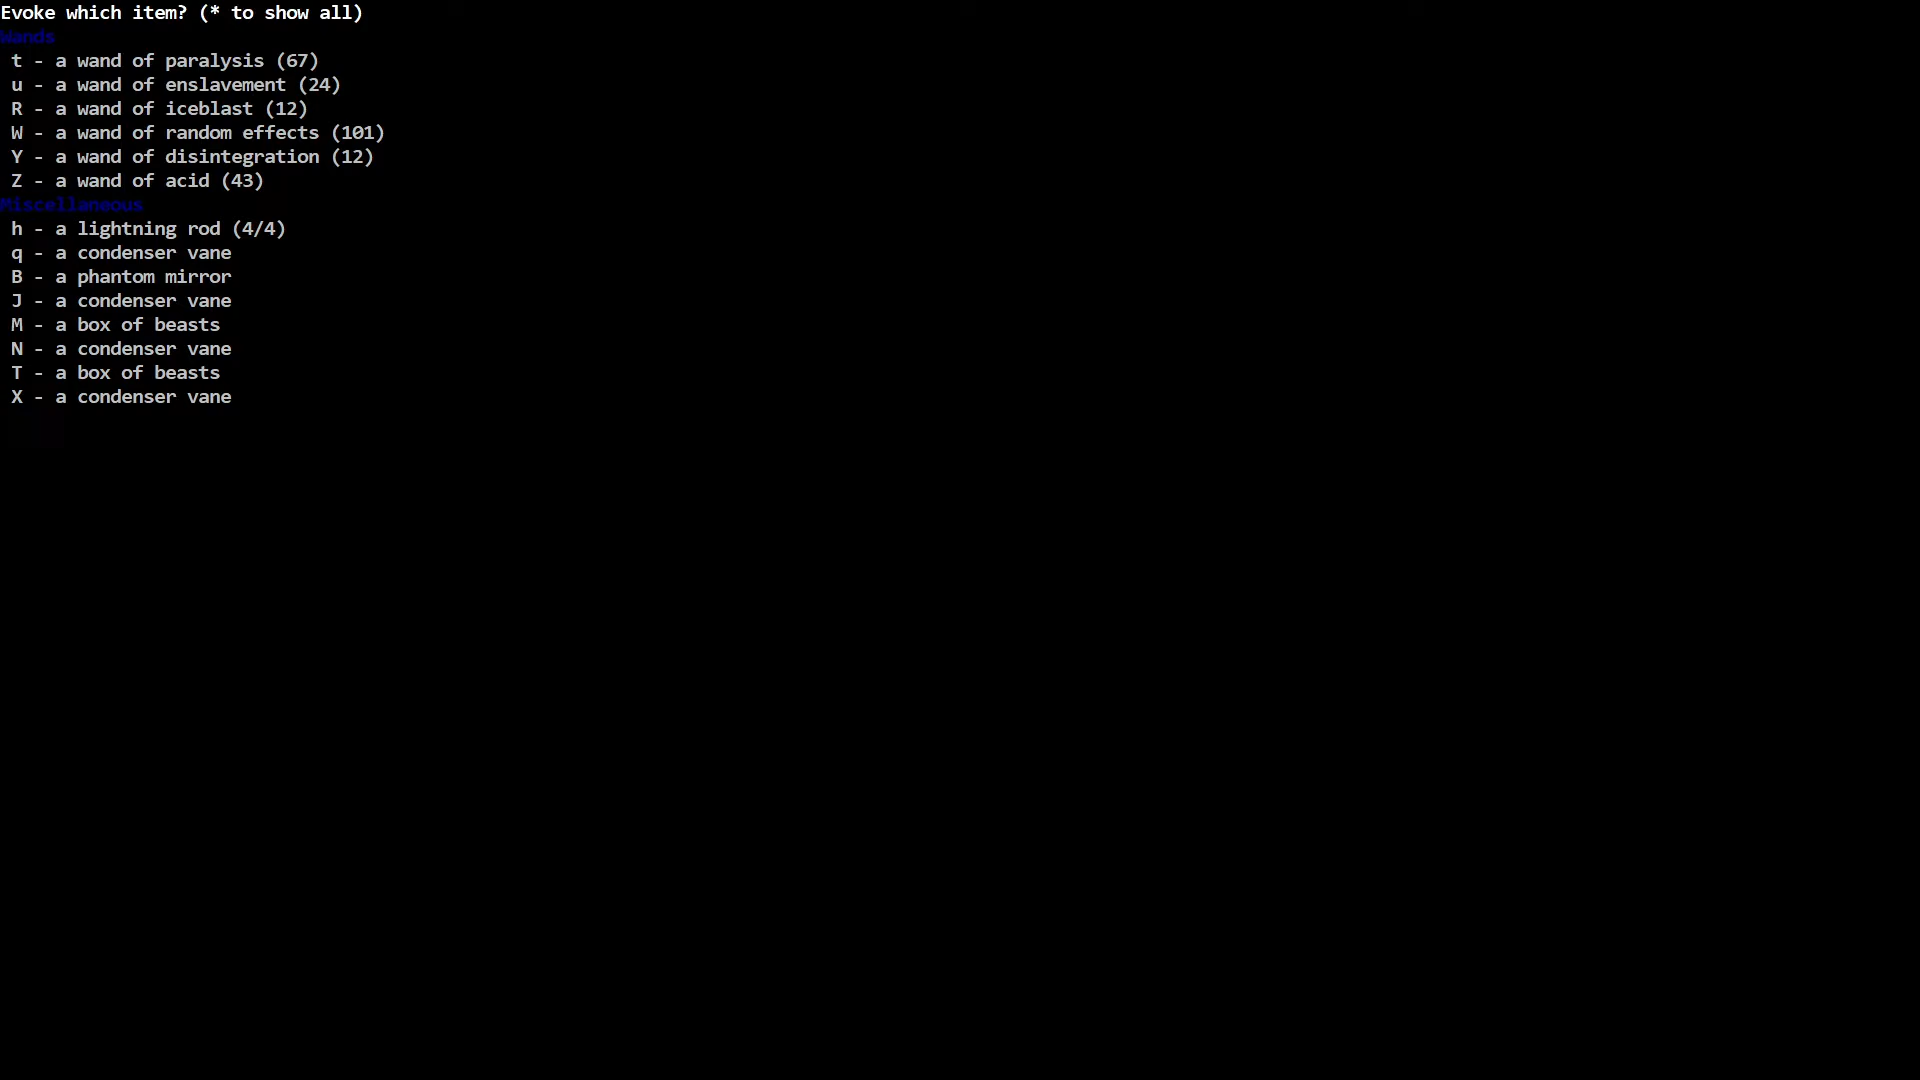 Evoke which item? (* to show all)
Wands
t - a wand of paralysis (67)
u - a wand of enslavement (24)
R - a wand of iceblast (12)
W - a wand of random effects (101)
Y - a wand of disintegration (12)
Z - a wand of acid (43)
Miscellaneous
h - a lightning rod (4/4)
q - a condenser vane
B - a phantom mirror
J - a condenser vane
M - a box of beasts
N - a condenser vane
T - a box of beasts
X - a condenser vane